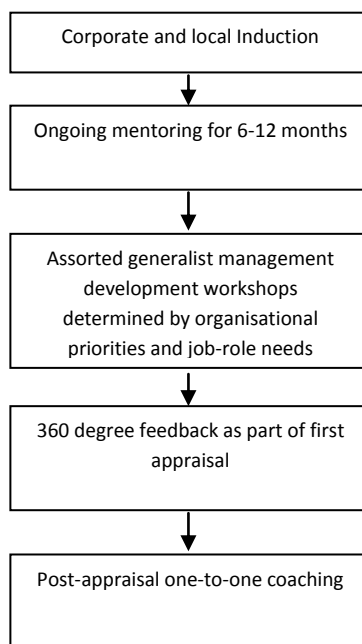 Corporate and local Induction
Ongoing mentoring for 6-12 months
Assorted generalist management
development workshops
determined by organisational
priorities and job-role needs
360 degree feedback as part of first
appraisal
Post-appraisal one-to-one coaching